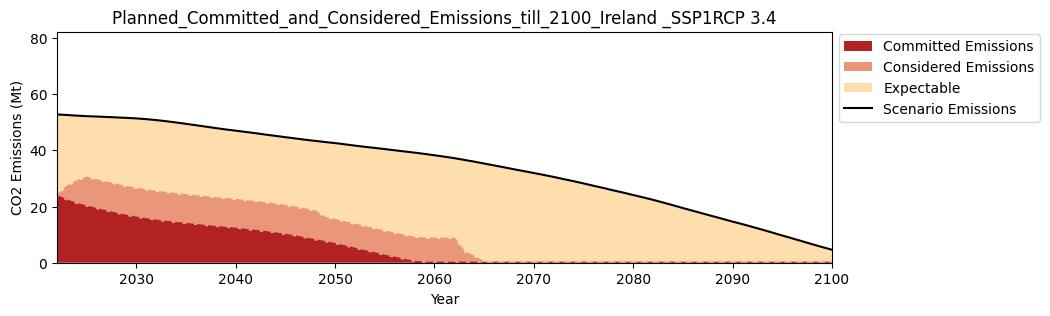 Planned_Committed_and_Considered_Emissions_till_2100_Ireland _SSP1RCP 3.4
80
60
40
20
0
CO2 Emissions (Mt)
2030 2040 2050 2060 2070 2080 2090 2100
Year
Committed Emissions
Considered Emissions
Expectable
Scenario Emissions